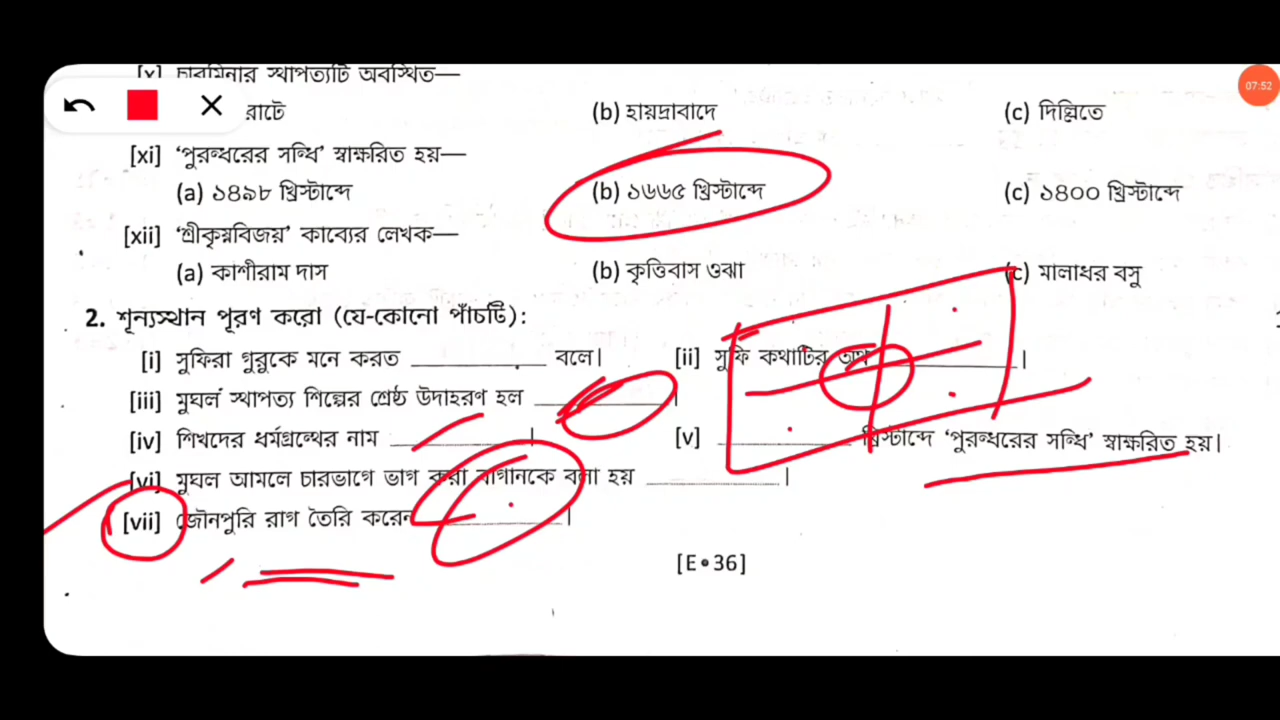 07:52
[x] চারমিনার স্থাপত্যটি অবস্থিত—
রাটে (b) হায়দ্রাবাদে (c) দিল্লিতে
[xi] ‘পুরন্ধরের সন্ধি’ স্বাক্ষরিত হয়—
(a) ১৪৯৮ খ্রিস্টাব্দে (b) ১৬৬৫ খ্রিস্টাব্দে (c) ১৪০০ খ্রিস্টাব্দে
[xii] ‘শ্রীকৃষ্ণবিজয়’ কাব্যের লেখক—
(a) কাশীরাম দাস (b) কৃত্তিবাস ওঝা (c) মালাধর বসু
2. শূন্যস্থান পূরণ করো (যে-কোনো পাঁচটি):
[i] সুফিরা গুরুকে মনে করত ____________ বলে। [ii] সুফি কথাটির অর্থ ____________।
[iii] মুঘল স্থাপত্য শিল্পের শ্রেষ্ঠ উদাহরণ হল ____________।
[iv] শিখদের ধর্মগ্রন্থের নাম ____________। [v] ____________ খ্রিস্টাব্দে ‘পুরন্ধরের সন্ধি’ স্বাক্ষরিত হয়।
[vi] মুঘল আমলে চারভাগে ভাগ করা বাগানকে বলা হয় ____________।
[vii] জৌনপুরি রাগ তৈরি করেন ____________।
[E•36]